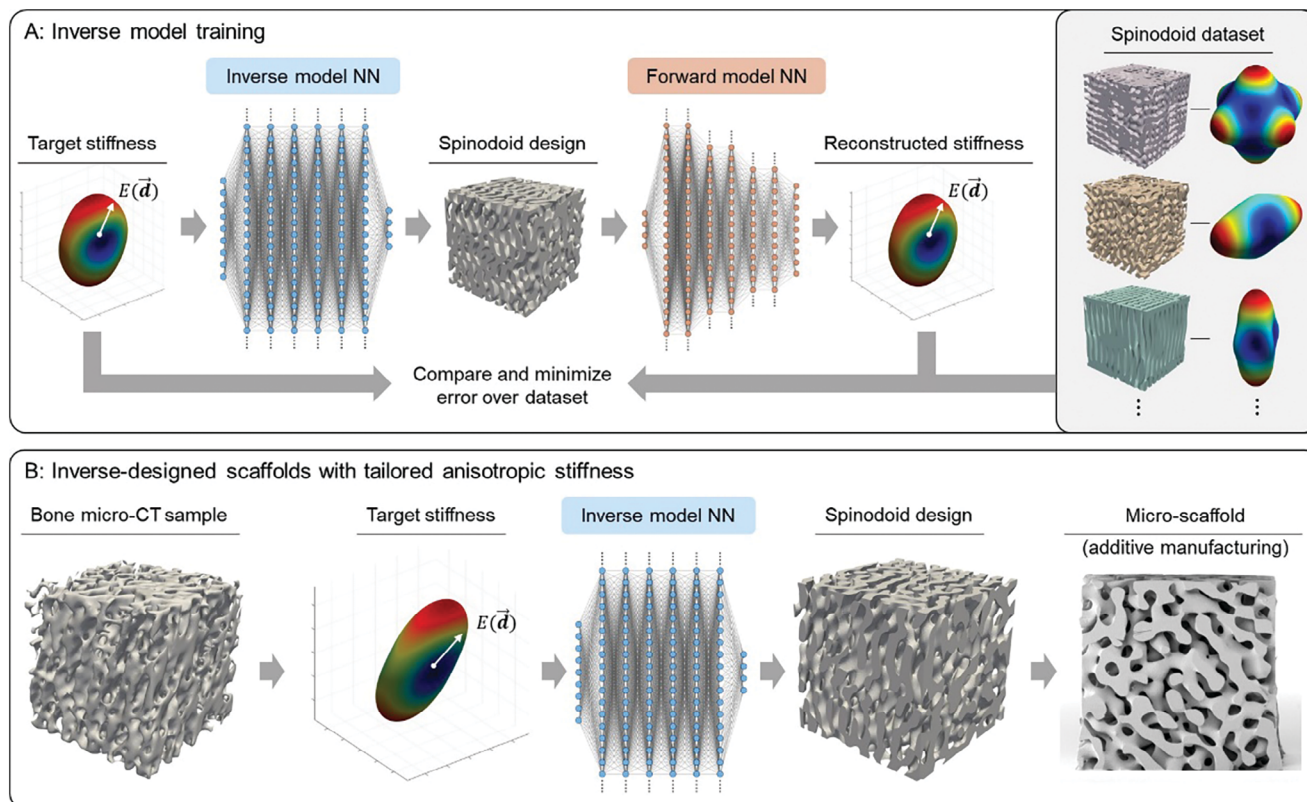 A: Inverse model training
Inverse model NN
Forward model NN
Target stiffness
Spinodoid design
Reconstructed stiffness
E(d⃗)
E(d⃗)
Compare and minimize
error over dataset
Spinodoid dataset
B: Inverse-designed scaffolds with tailored anisotropic stiffness
Bone micro-CT sample
Target stiffness
Inverse model NN
Spinodoid design
Micro-scaffold
(additive manufacturing)
E(d⃗)